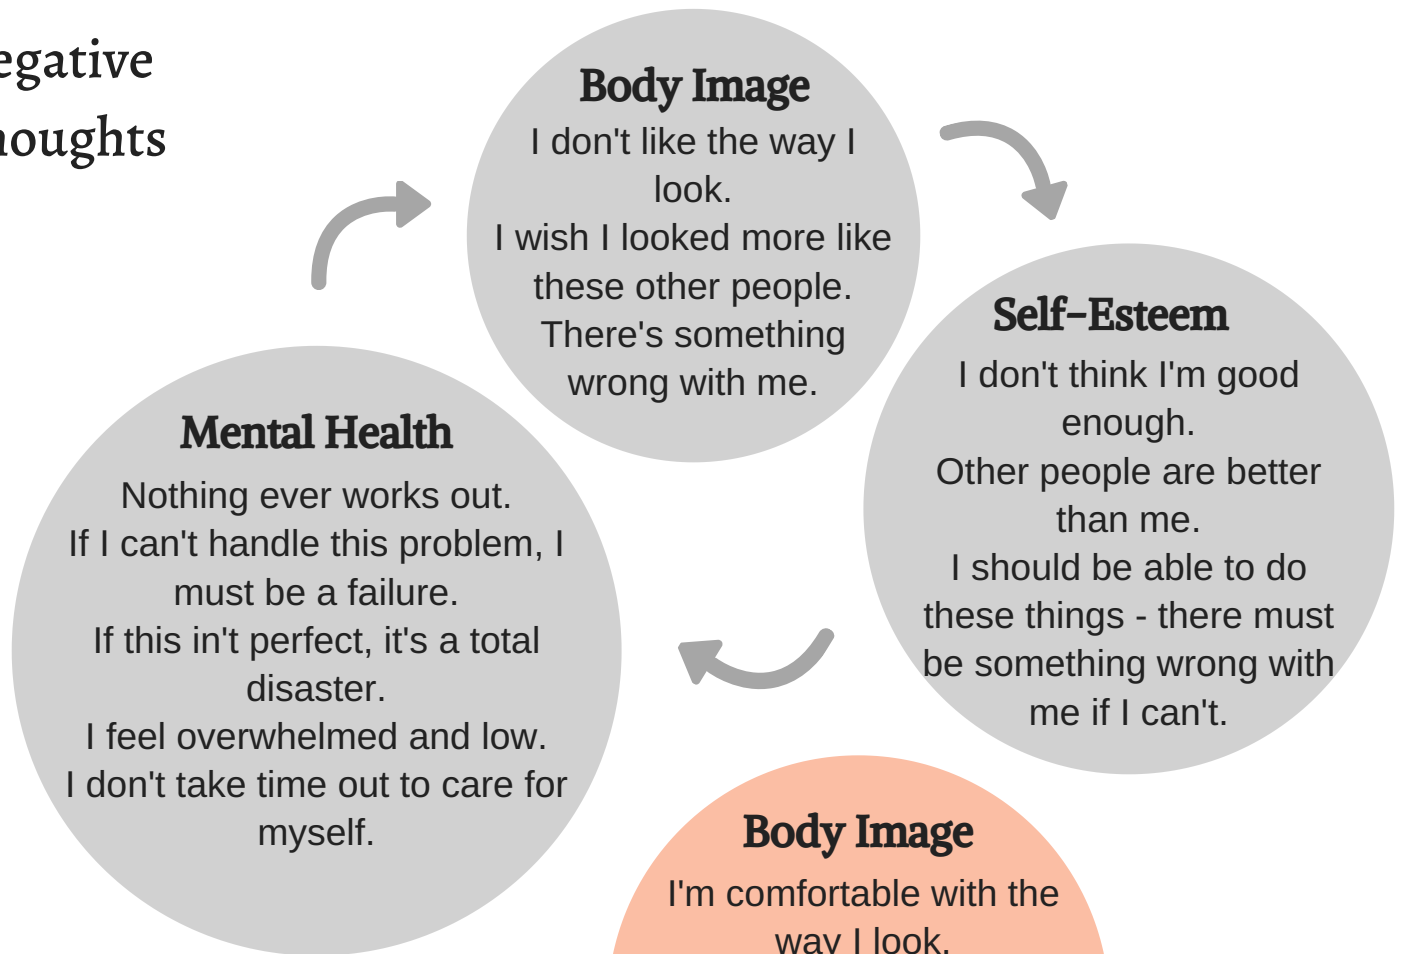 egative
houghts
Body Image
I don't like the way I
look.
I wish I looked more like
these other people.
There's something
wrong with me.
Self-Esteem
I don't think I'm good
enough.
Other people are better
than me.
I should be able to do
these things - there must
be something wrong with
me if I can't.
Mental Health
Nothing ever works out.
If I can't handle this problem, I
must be a failure.
If this in't perfect, it's a total
disaster.
I feel overwhelmed and low.
I don't take time out to care for
myself.
Body Image
I'm comfortable with the
way I look.